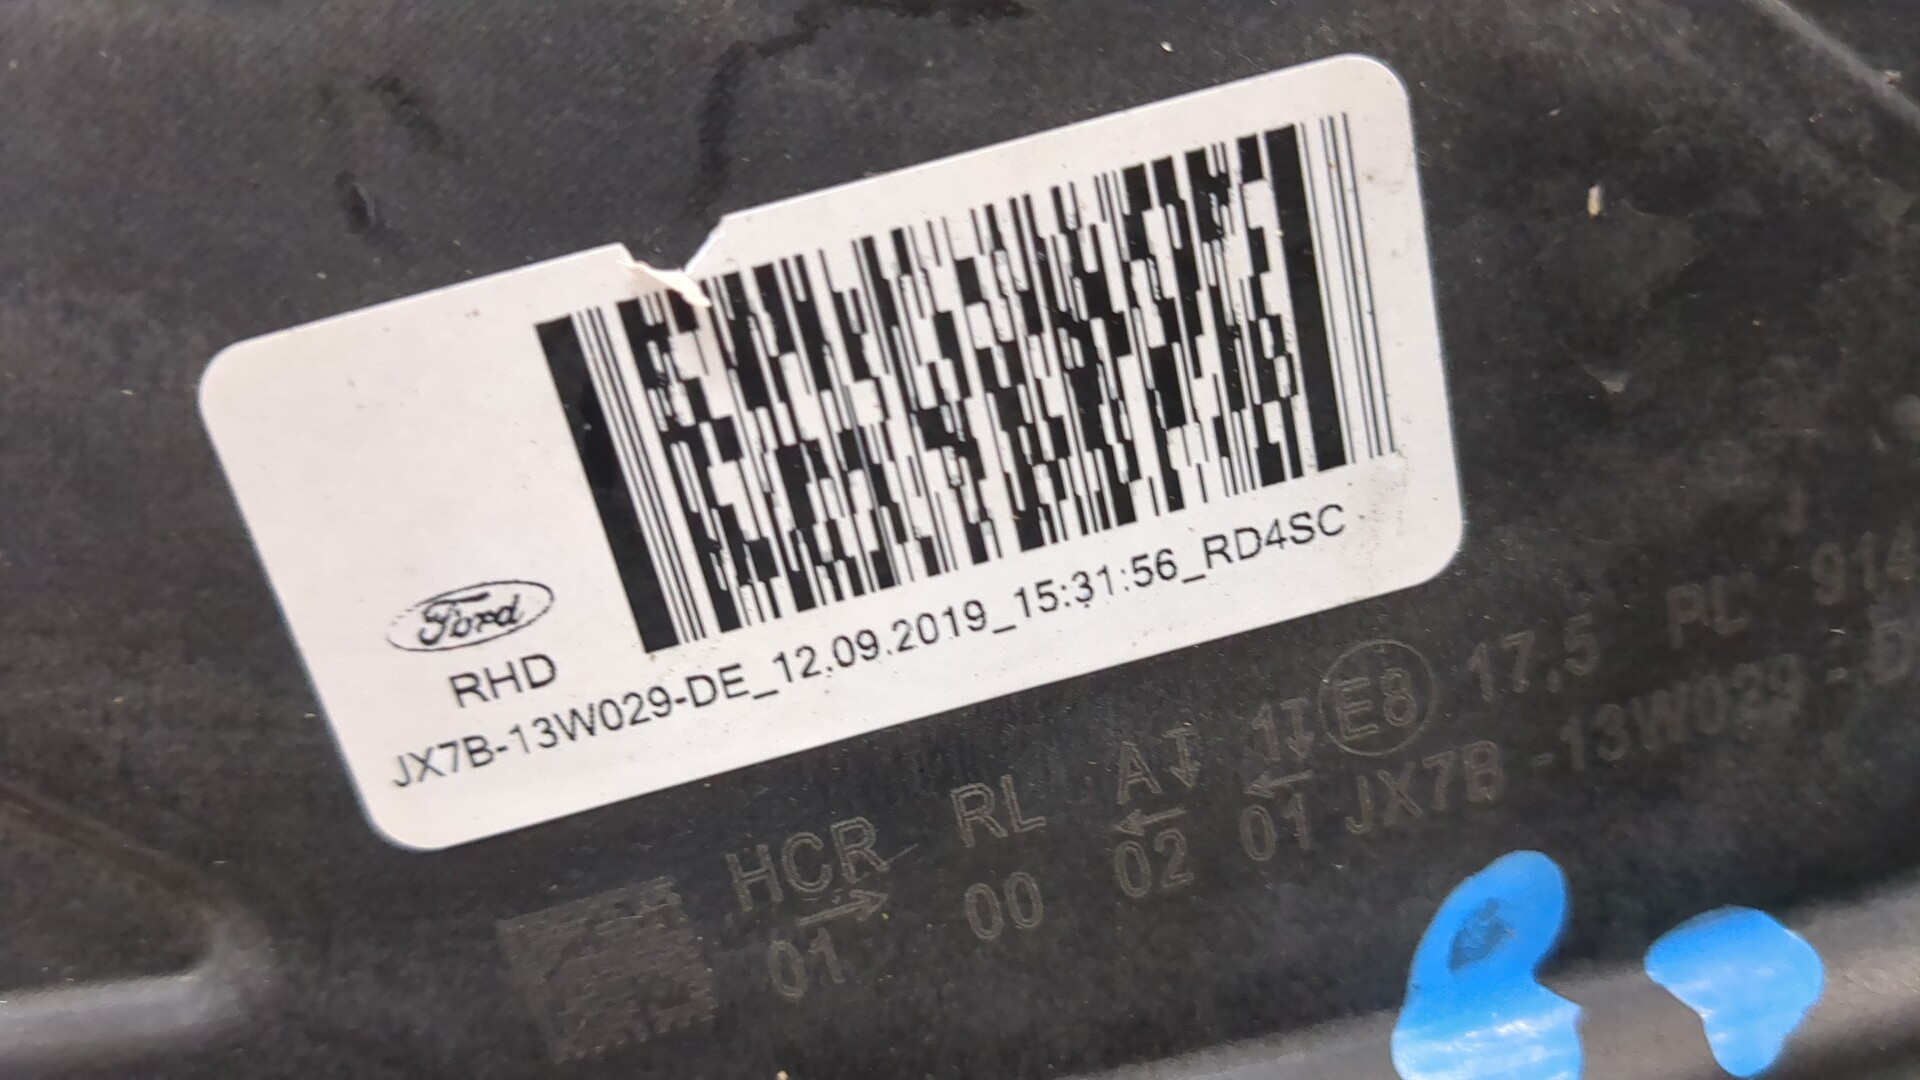 Ford
RHD
JX7B-13W029-DE_12.09.2019_15:31:56_RD4SC
HCR RL A 1 E8 17,5 PL 914
01 00 02 01 JX7B-13W029-D